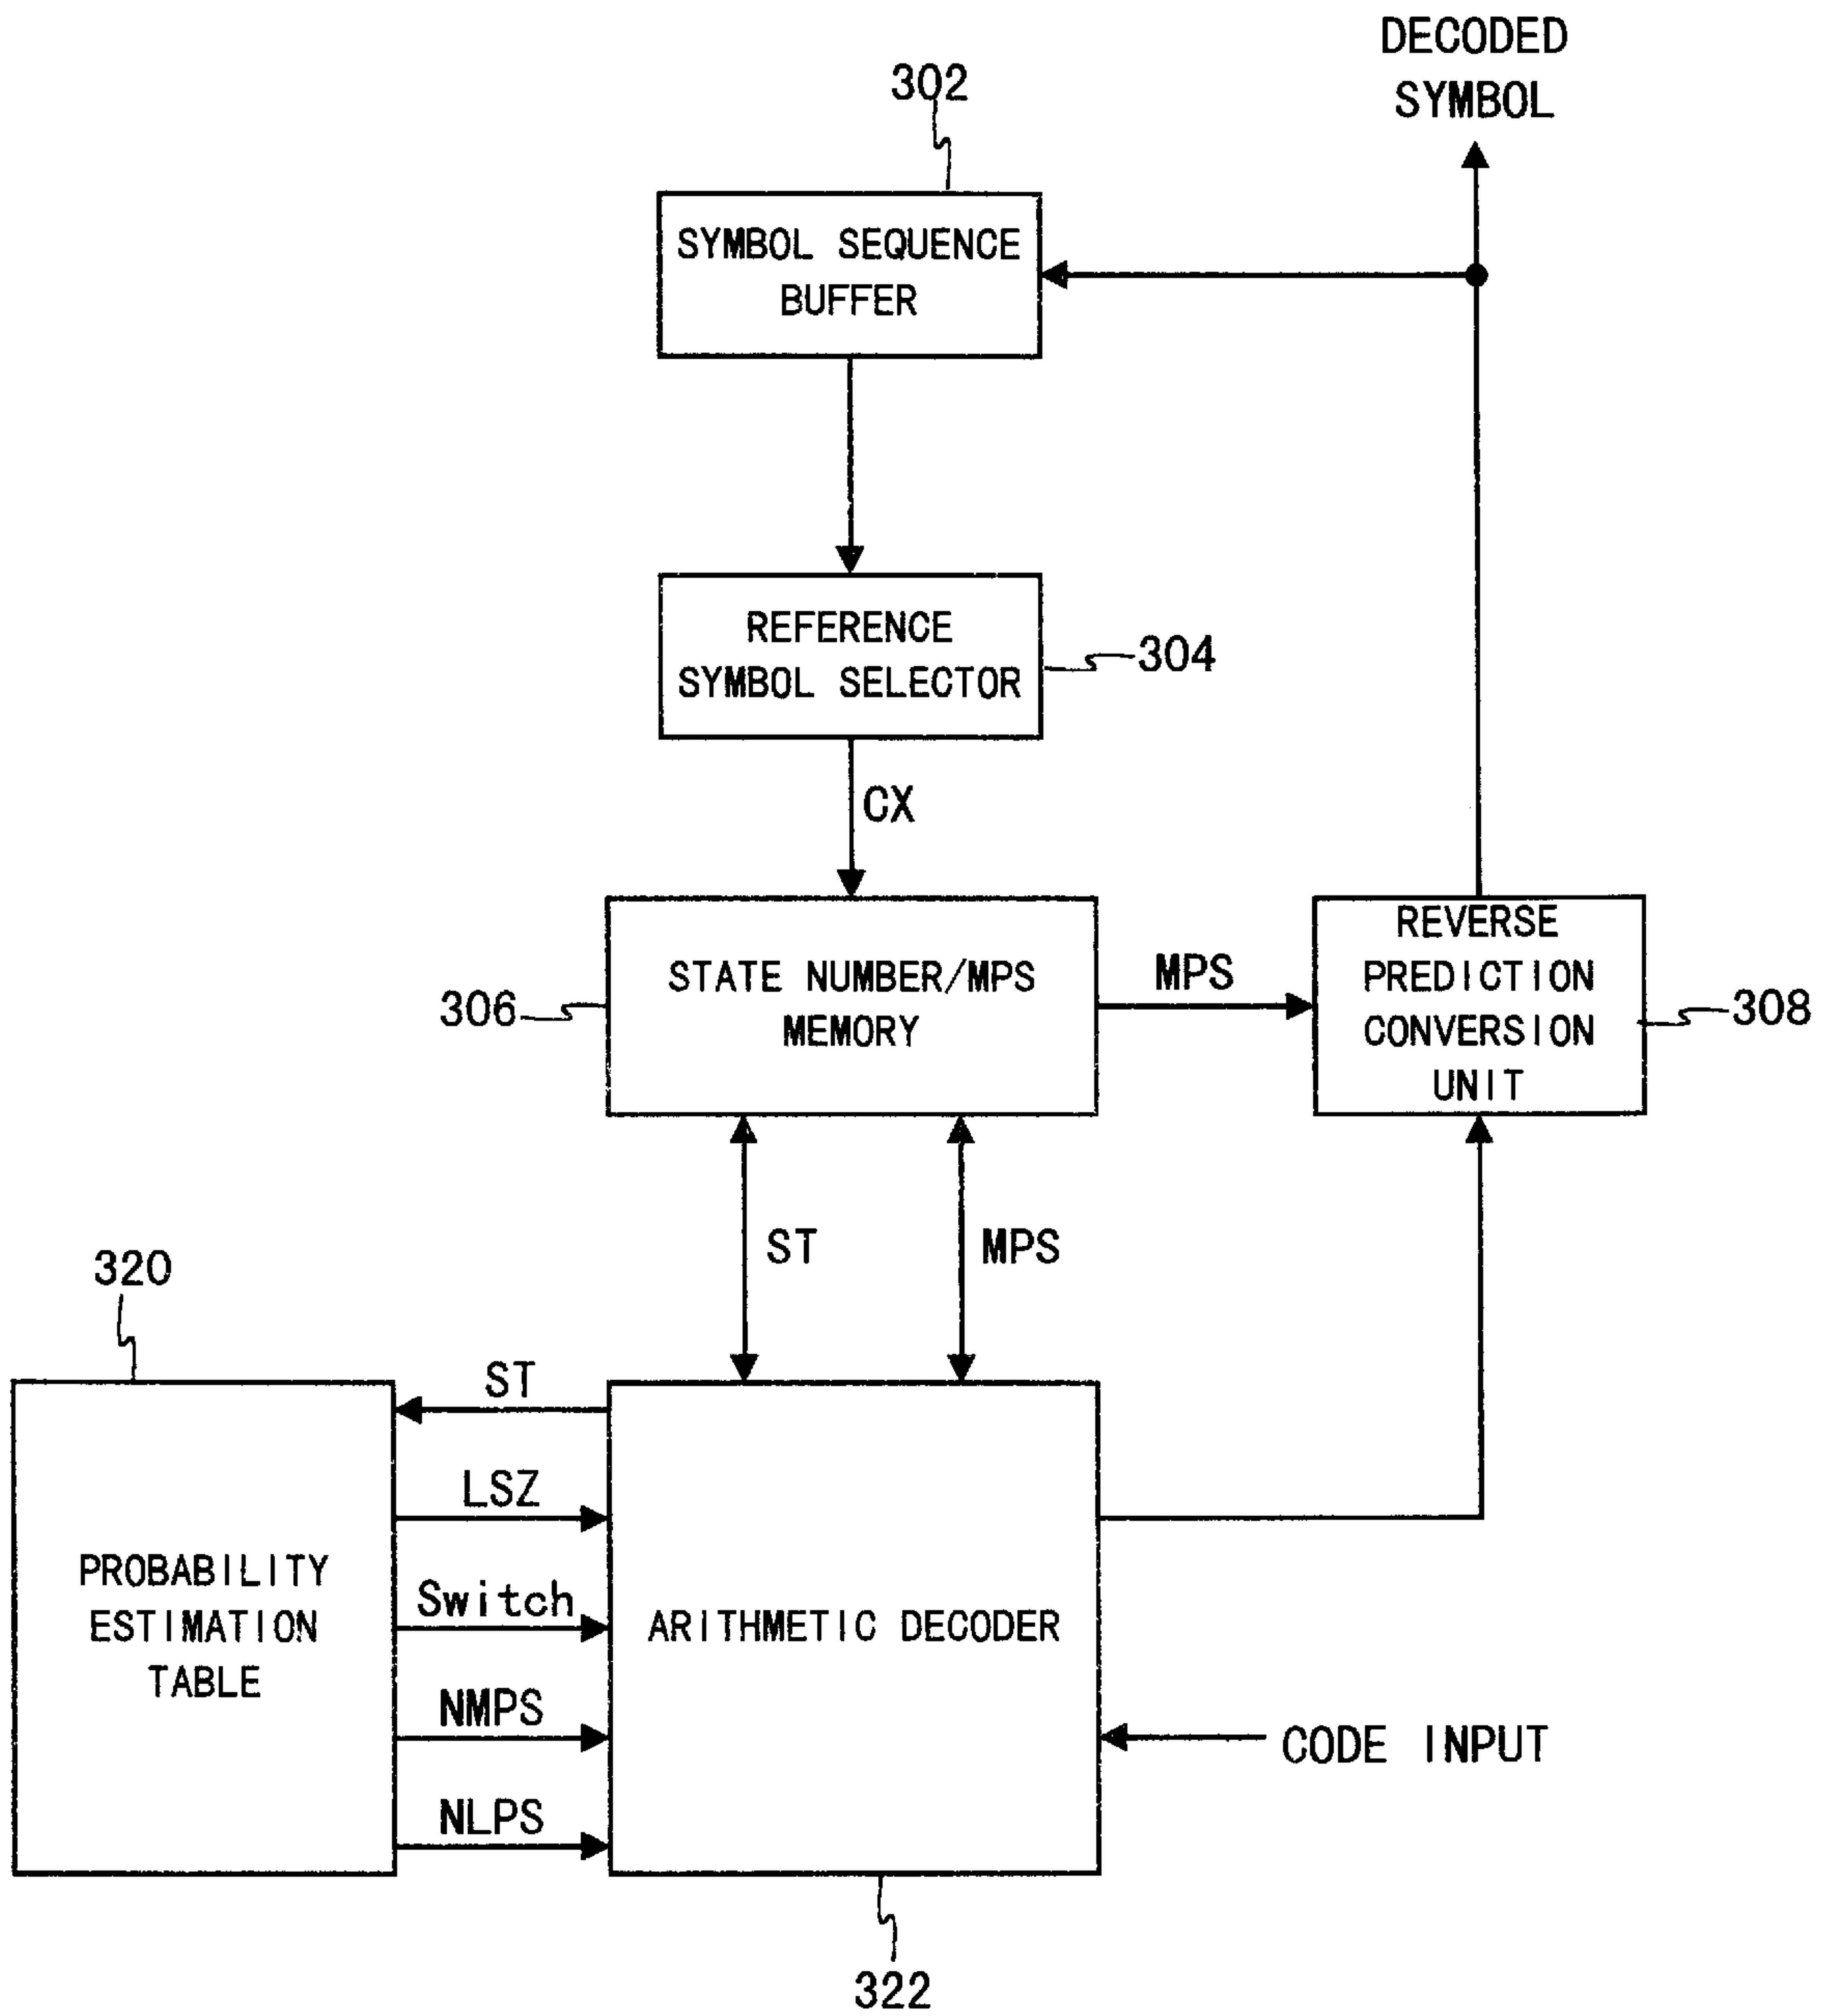 DECODED
SYMBOL
302
SYMBOL SEQUENCE
BUFFER
REFERENCE
SYMBOL SELECTOR
304
CX
STATE NUMBER/MPS
MEMORY
306
MPS
REVERSE
PREDICTION
CONVERSION
UNIT
308
ST
MPS
320
ST
LSZ
Switch
NMPS
NLPS
PROBABILITY
ESTIMATION
TABLE
ARITHMETIC DECODER
CODE INPUT
322